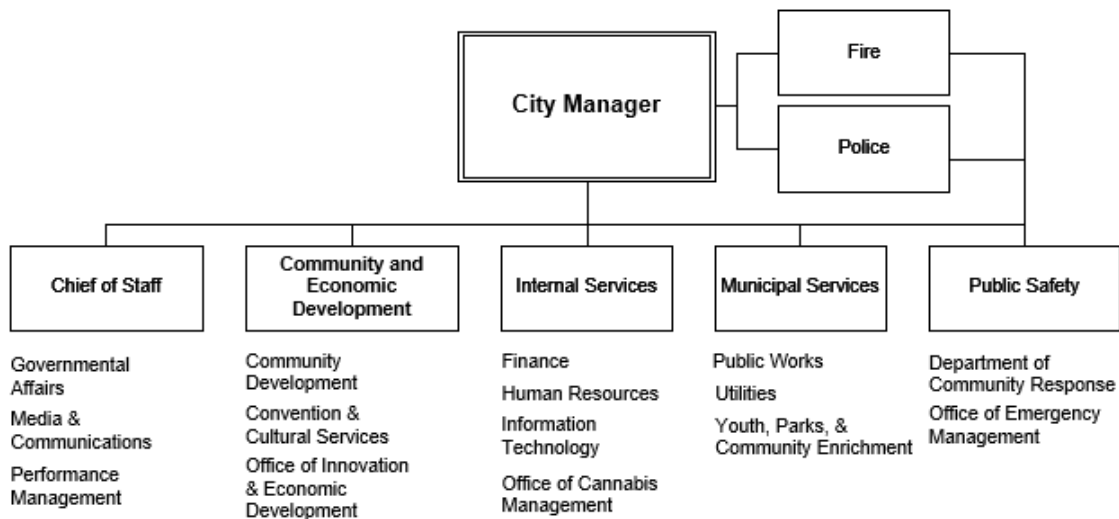 Fire
City Manager
Police
Chief of Staff
Community and
Economic
Development
Internal Services
Municipal Services
Public Safety
Governmental
Affairs
Media &
Communications
Performance
Management
Community
Development
Convention &
Cultural Services
Office of Innovation
& Economic
Development
Finance
Human Resources
Information
Technology
Office of Cannabis
Management
Public Works
Utilities
Youth, Parks, &
Community Enrichment
Department of
Community Response
Office of Emergency
Management